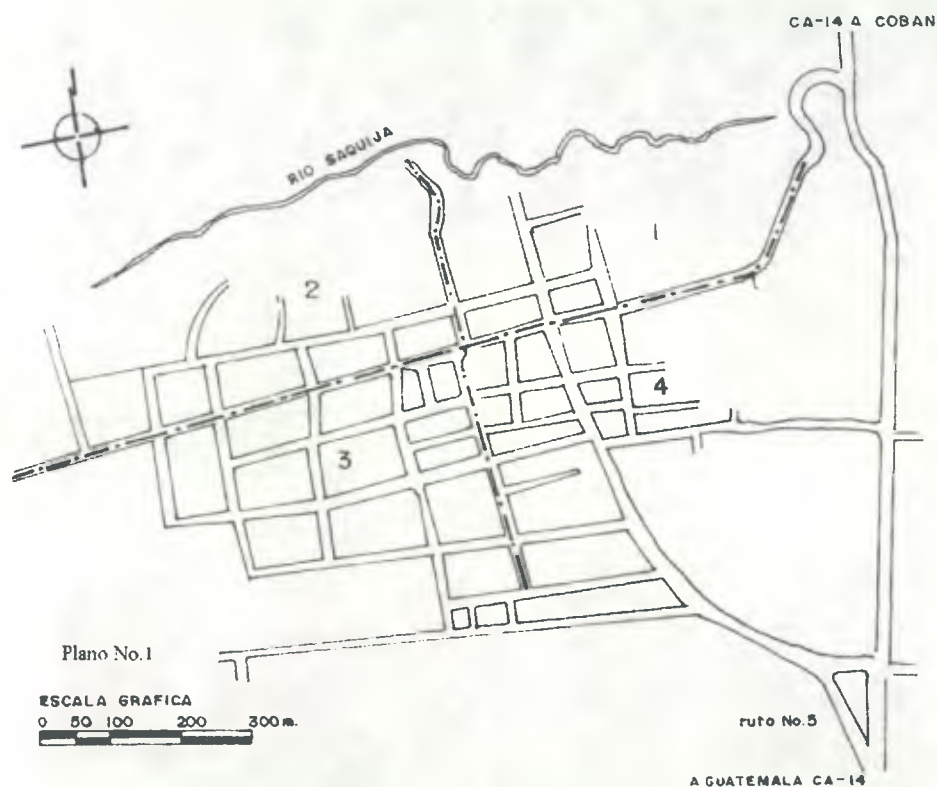 CA-14 A COBAN
RIO SAQUIJA
1
2
4
3
Plano No.1
ESCALA GRAFICA
0 50 100 200 300 m.
ruto No.5
A GUATEMALA CA-14